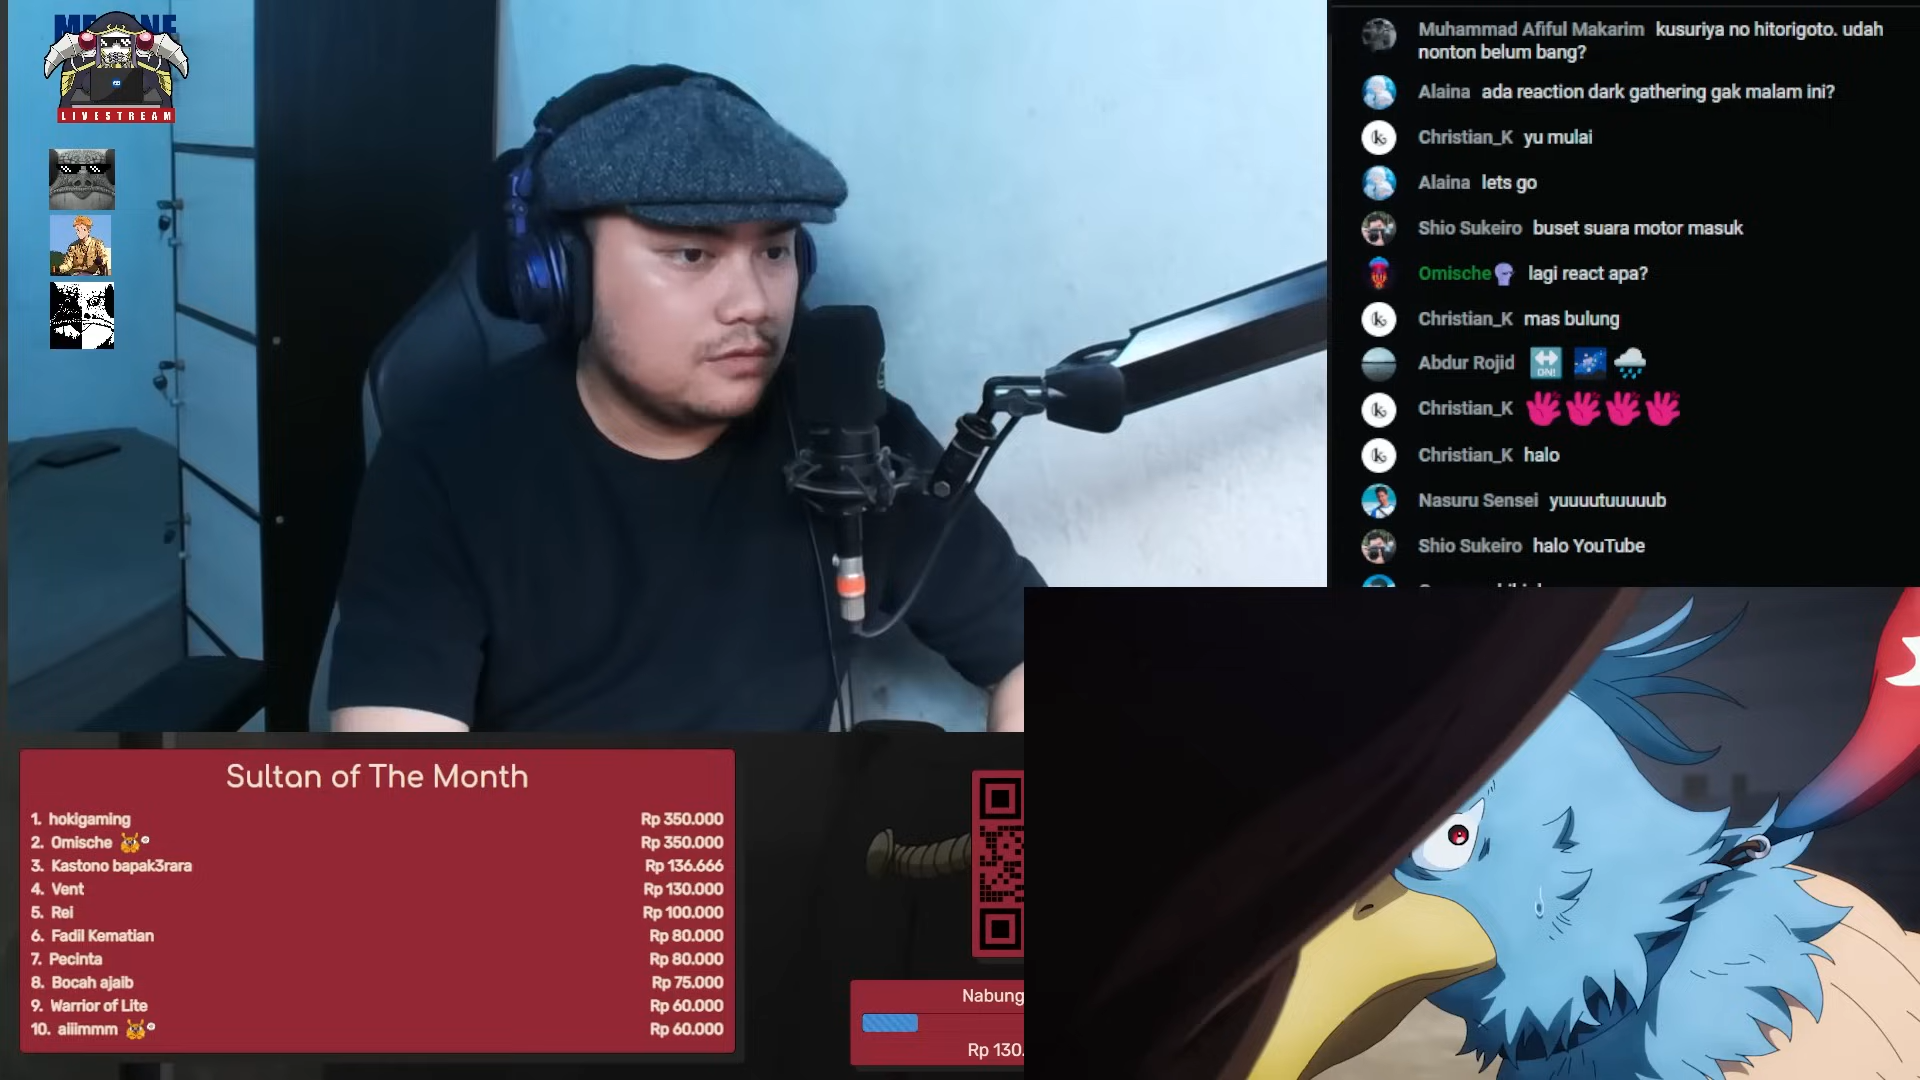 LIVESTREAM
Muhammad Afiful Makarim kusuriya no hitorigoto. udah
nonton belum bang?
Alaina ada reaction dark gathering gak malam ini?
Christian_K yu mulai
Alaina lets go
Shio Sukeiro buset suara motor masuk
Omische lagi react apa?
Christian_K mas bulung
Abdur Rojid ON!
Christian_K
Christian_K halo
Nasuru Sensei yuuuutuuuuub
Shio Sukeiro halo YouTube
Sultan of The Month
1. hokigaming Rp 350.000
2. Omische Rp 350.000
3. Kastono bapak3rara Rp 136.666
4. Vent Rp 130.000
5. Rei Rp 100.000
6. Fadil Kematian Rp 80.000
7. Pecinta Rp 80.000
8. Bocah ajaib Rp 75.000
9. Warrior of Lite Rp 60.000
10. aiiimmm Rp 60.000
Nabung
Rp 130.